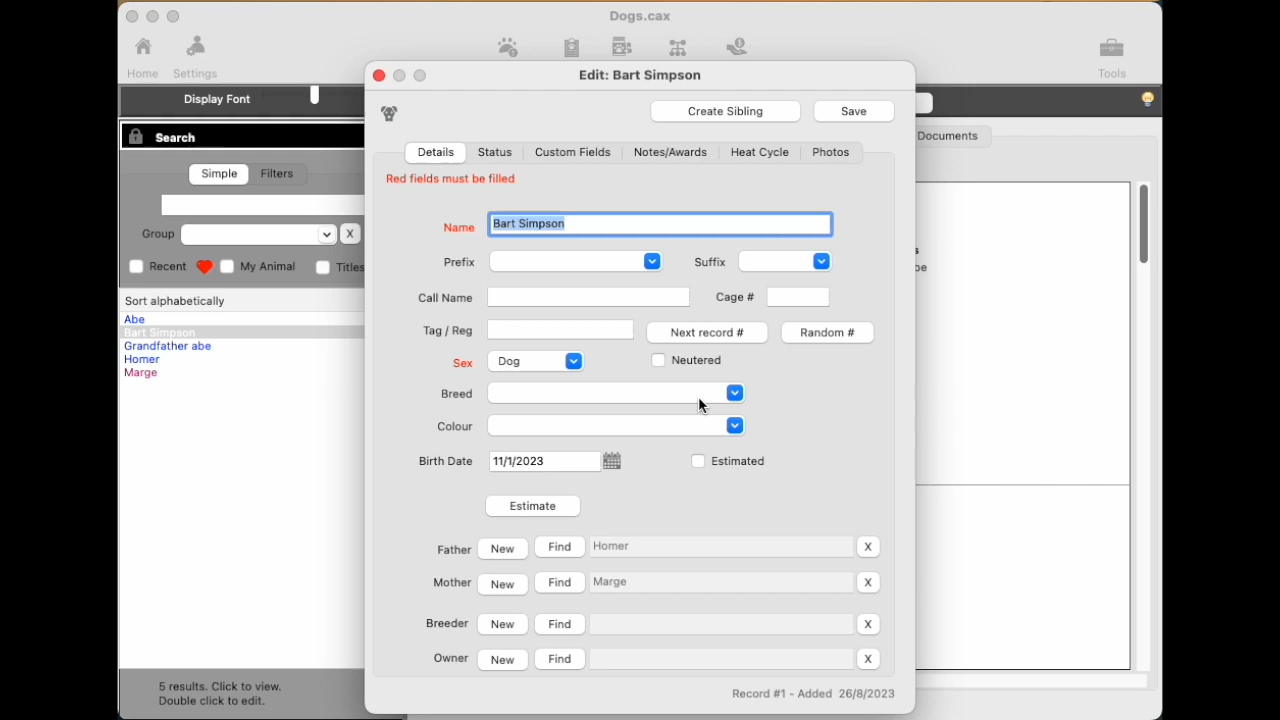 Dogs.cax
Home Settings Tools
Display Font
Search
Simple Filters
Group X
Recent My Animal Titles
Sort alphabetically
Abe
Bart Simpson
Grandfather abe
Homer
Marge
5 results. Click to view.
Double click to edit.
Documents
Edit: Bart Simpson
Create Sibling Save
Details Status Custom Fields Notes/Awards Heat Cycle Photos
Red fields must be filled
Name Bart Simpson
Prefix Suffix
Call Name Cage #
Tag / Reg Next record # Random #
Sex Dog Neutered
Breed
Colour
Birth Date 11/1/2023 Estimated
Estimate
Father New Find Homer X
Mother New Find Marge X
Breeder New Find X
Owner New Find X
Record #1 - Added 26/8/2023